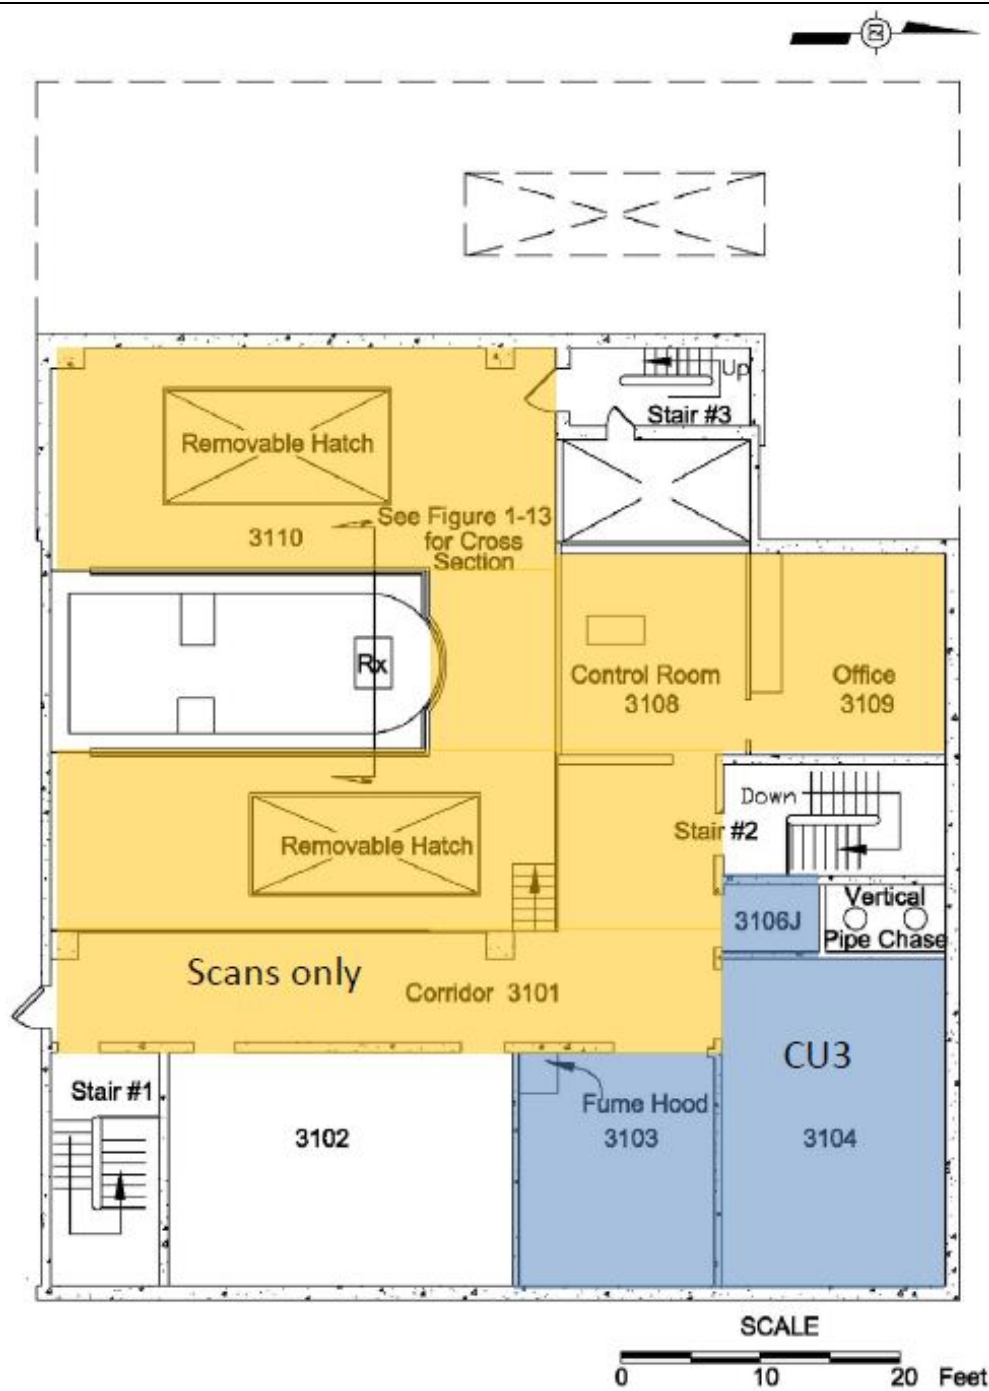 N
Up
Stair #3
Removable Hatch
See Figure 1-13
for Cross
Section
3110
Rx
Control Room
3108
Office
3109
Down
Stair #2
Removable Hatch
3106J
Vertical
Pipe Chase
Scans only
Corridor 3101
CU3
Stair #1
Fume Hood
3102
3103
3104
SCALE
0 10 20 Feet